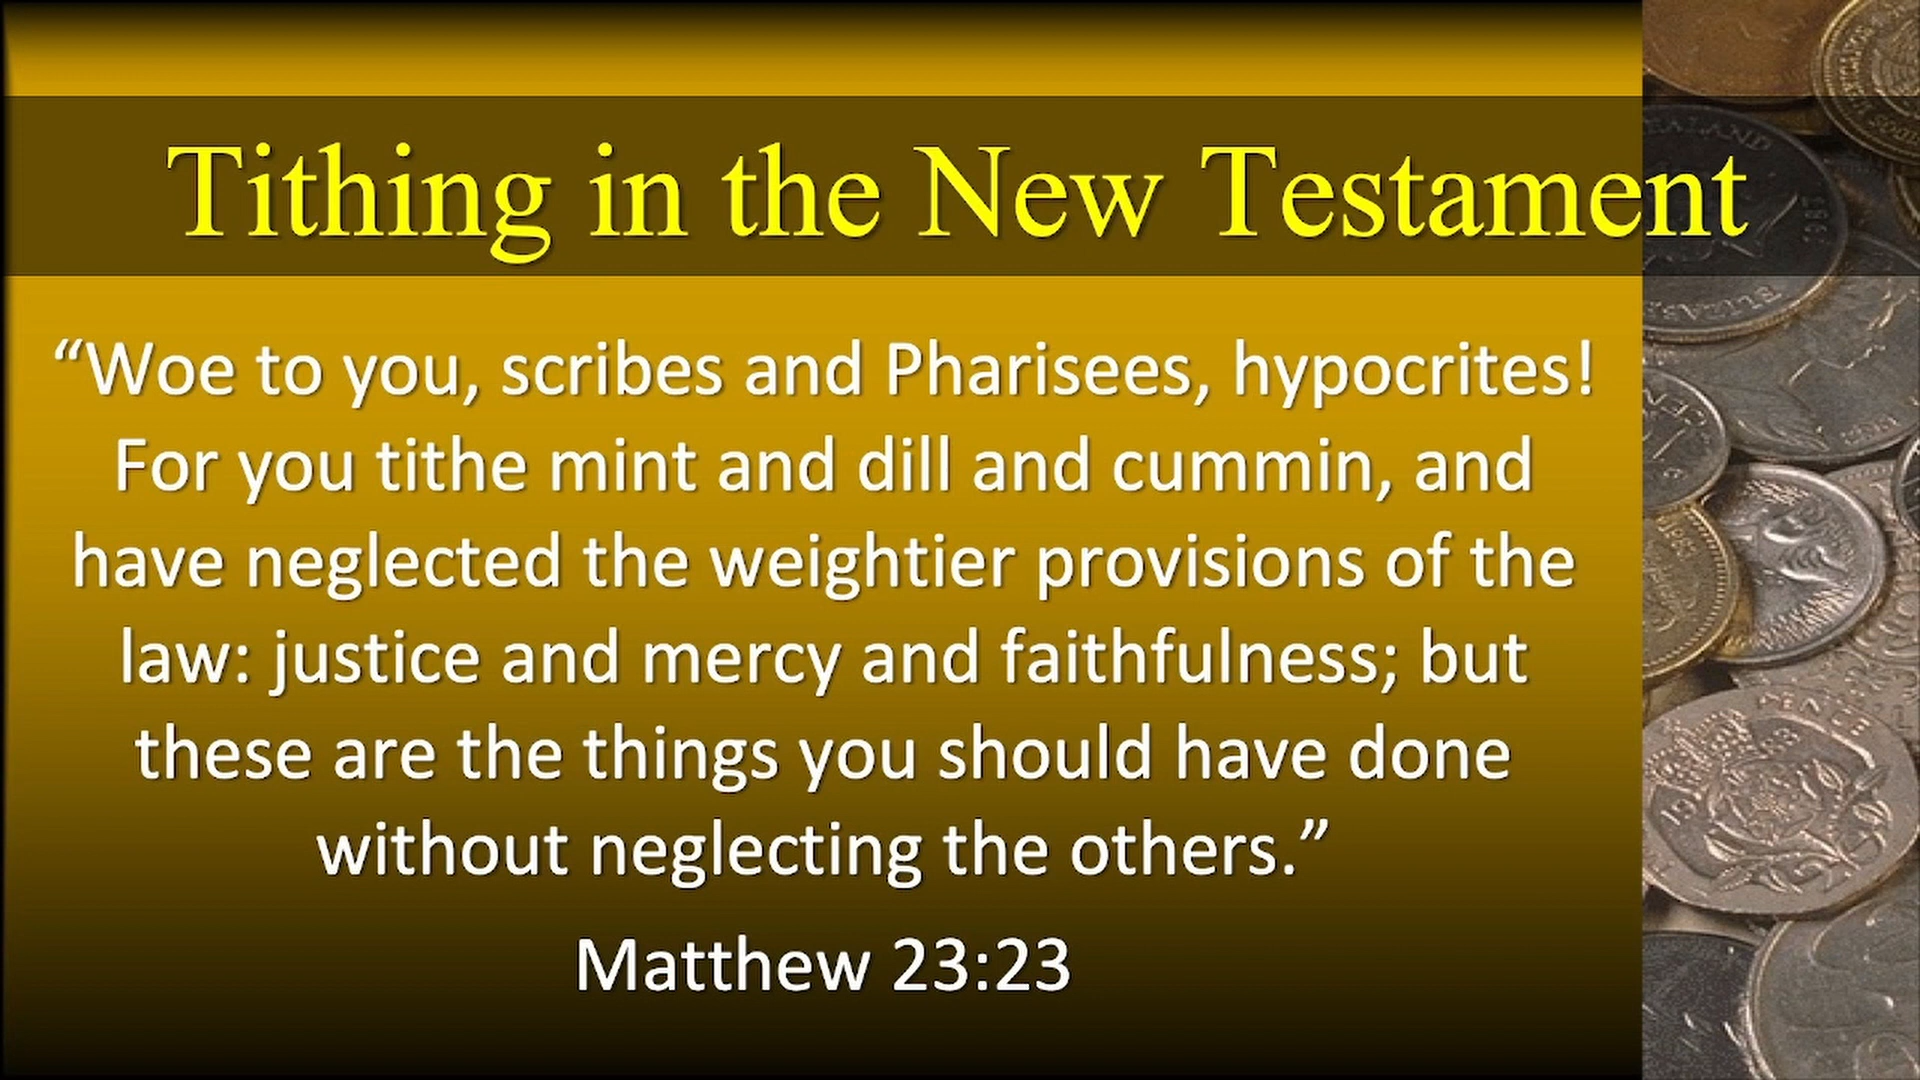 Tithing in the New Testament
“Woe to you, scribes and Pharisees, hypocrites!
For you tithe mint and dill and cummin, and
have neglected the weightier provisions of the
law: justice and mercy and faithfulness; but
these are the things you should have done
without neglecting the others.”
Matthew 23:23